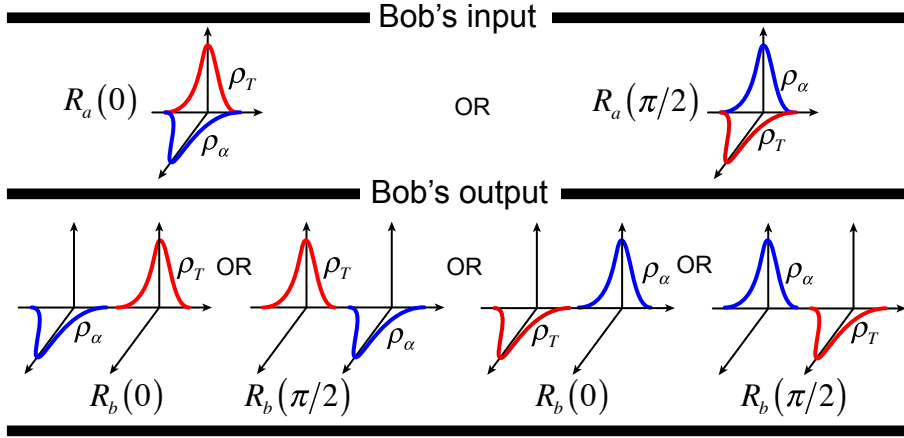 Bob's input
ρ_T
R_a(0)
ρ_α
OR
R_a(π/2)
ρ_α
ρ_T
Bob's output
ρ_T OR ρ_T OR ρ_α OR ρ_α
ρ_α ρ_α ρ_T ρ_T
R_b(0) R_b(π/2) R_b(0) R_b(π/2)